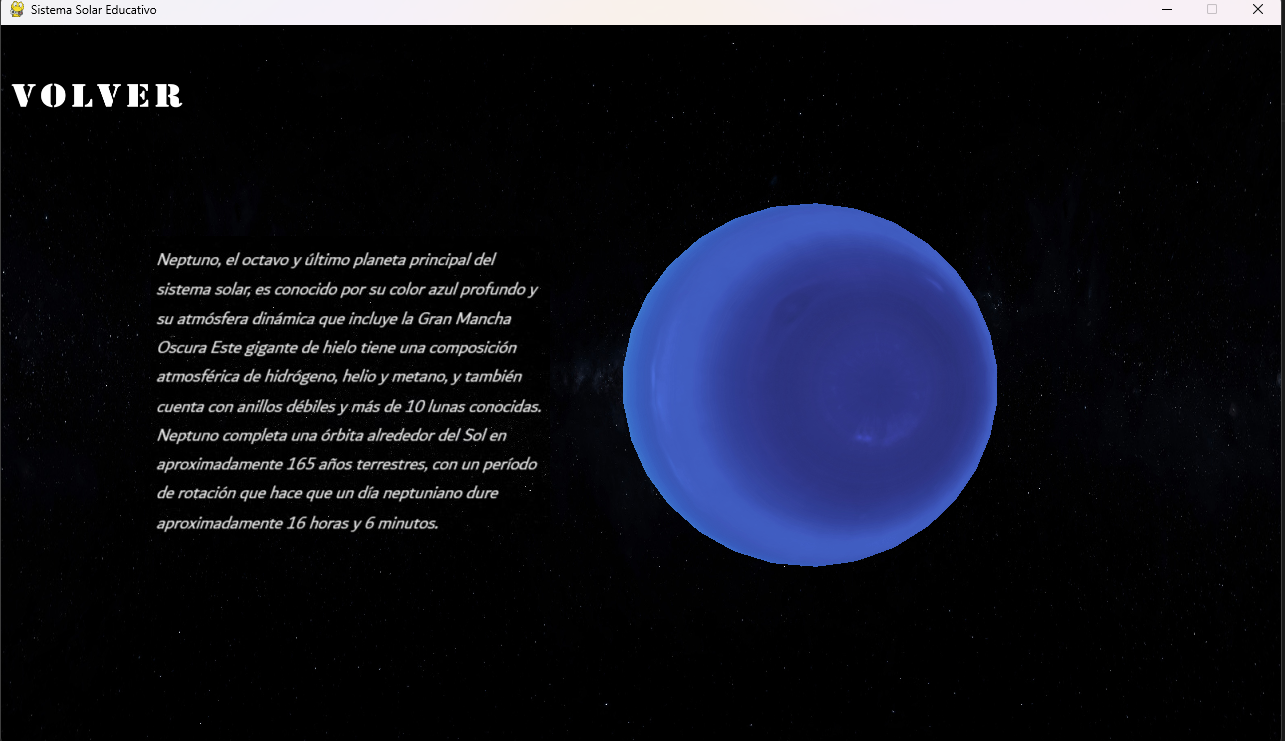 Sistema Solar Educativo
VOLVER
Neptuno, el octavo y último planeta principal del
sistema solar, es conocido por su color azul profundo y
su atmósfera dinámica que incluye la Gran Mancha
Oscura Este gigante de hielo tiene una composición
atmosférica de hidrógeno, helio y metano, y también
cuenta con anillos débiles y más de 10 lunas conocidas.
Neptuno completa una órbita alrededor del Sol en
aproximadamente 165 años terrestres, con un período
de rotación que hace que un día neptuniano dure
aproximadamente 16 horas y 6 minutos.